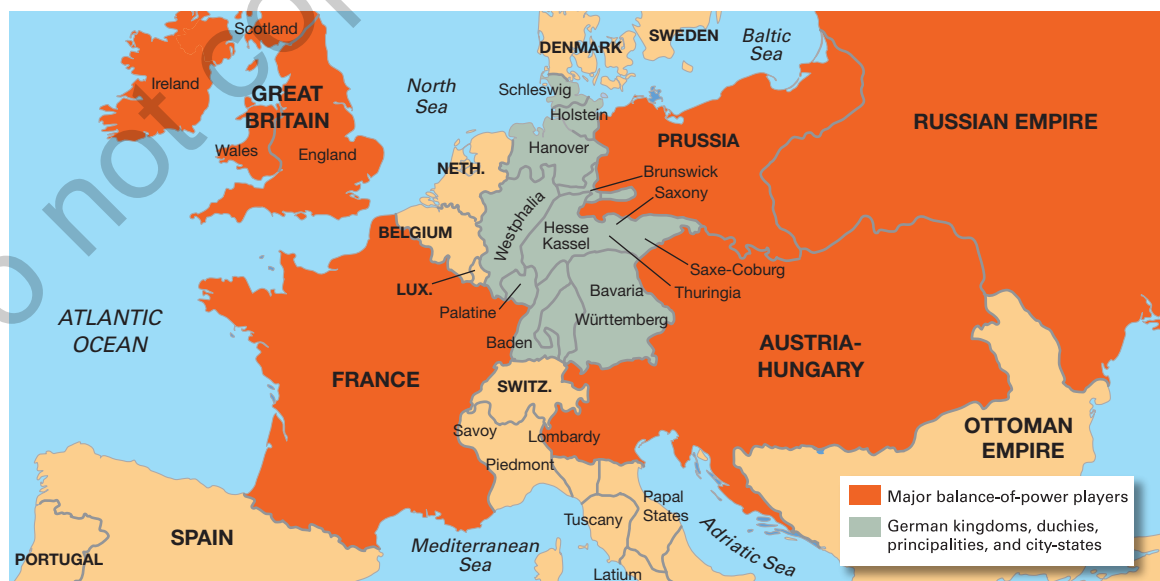 o not co
Scotland
Ireland
GREAT
BRITAIN
Wales
England
North
Sea
DENMARK
SWEDEN
Baltic
Sea
Schleswig
Holstein
Hanover
PRUSSIA
RUSSIAN EMPIRE
NETH.
Brunswick
Saxony
Westphalia
Hesse
Kassel
BELGIUM
LUX.
Palatine
Saxe-Coburg
Thuringia
Bavaria
Württemberg
Baden
ATLANTIC
OCEAN
FRANCE
SWITZ.
AUSTRIA-
HUNGARY
Savoy
Lombardy
Piedmont
OTTOMAN
EMPIRE
Tuscany
Papal
States
Adriatic Sea
Mediterranean
Sea
Latium
SPAIN
PORTUGAL
Major balance-of-power players
German kingdoms, duchies,
principalities, and city-states